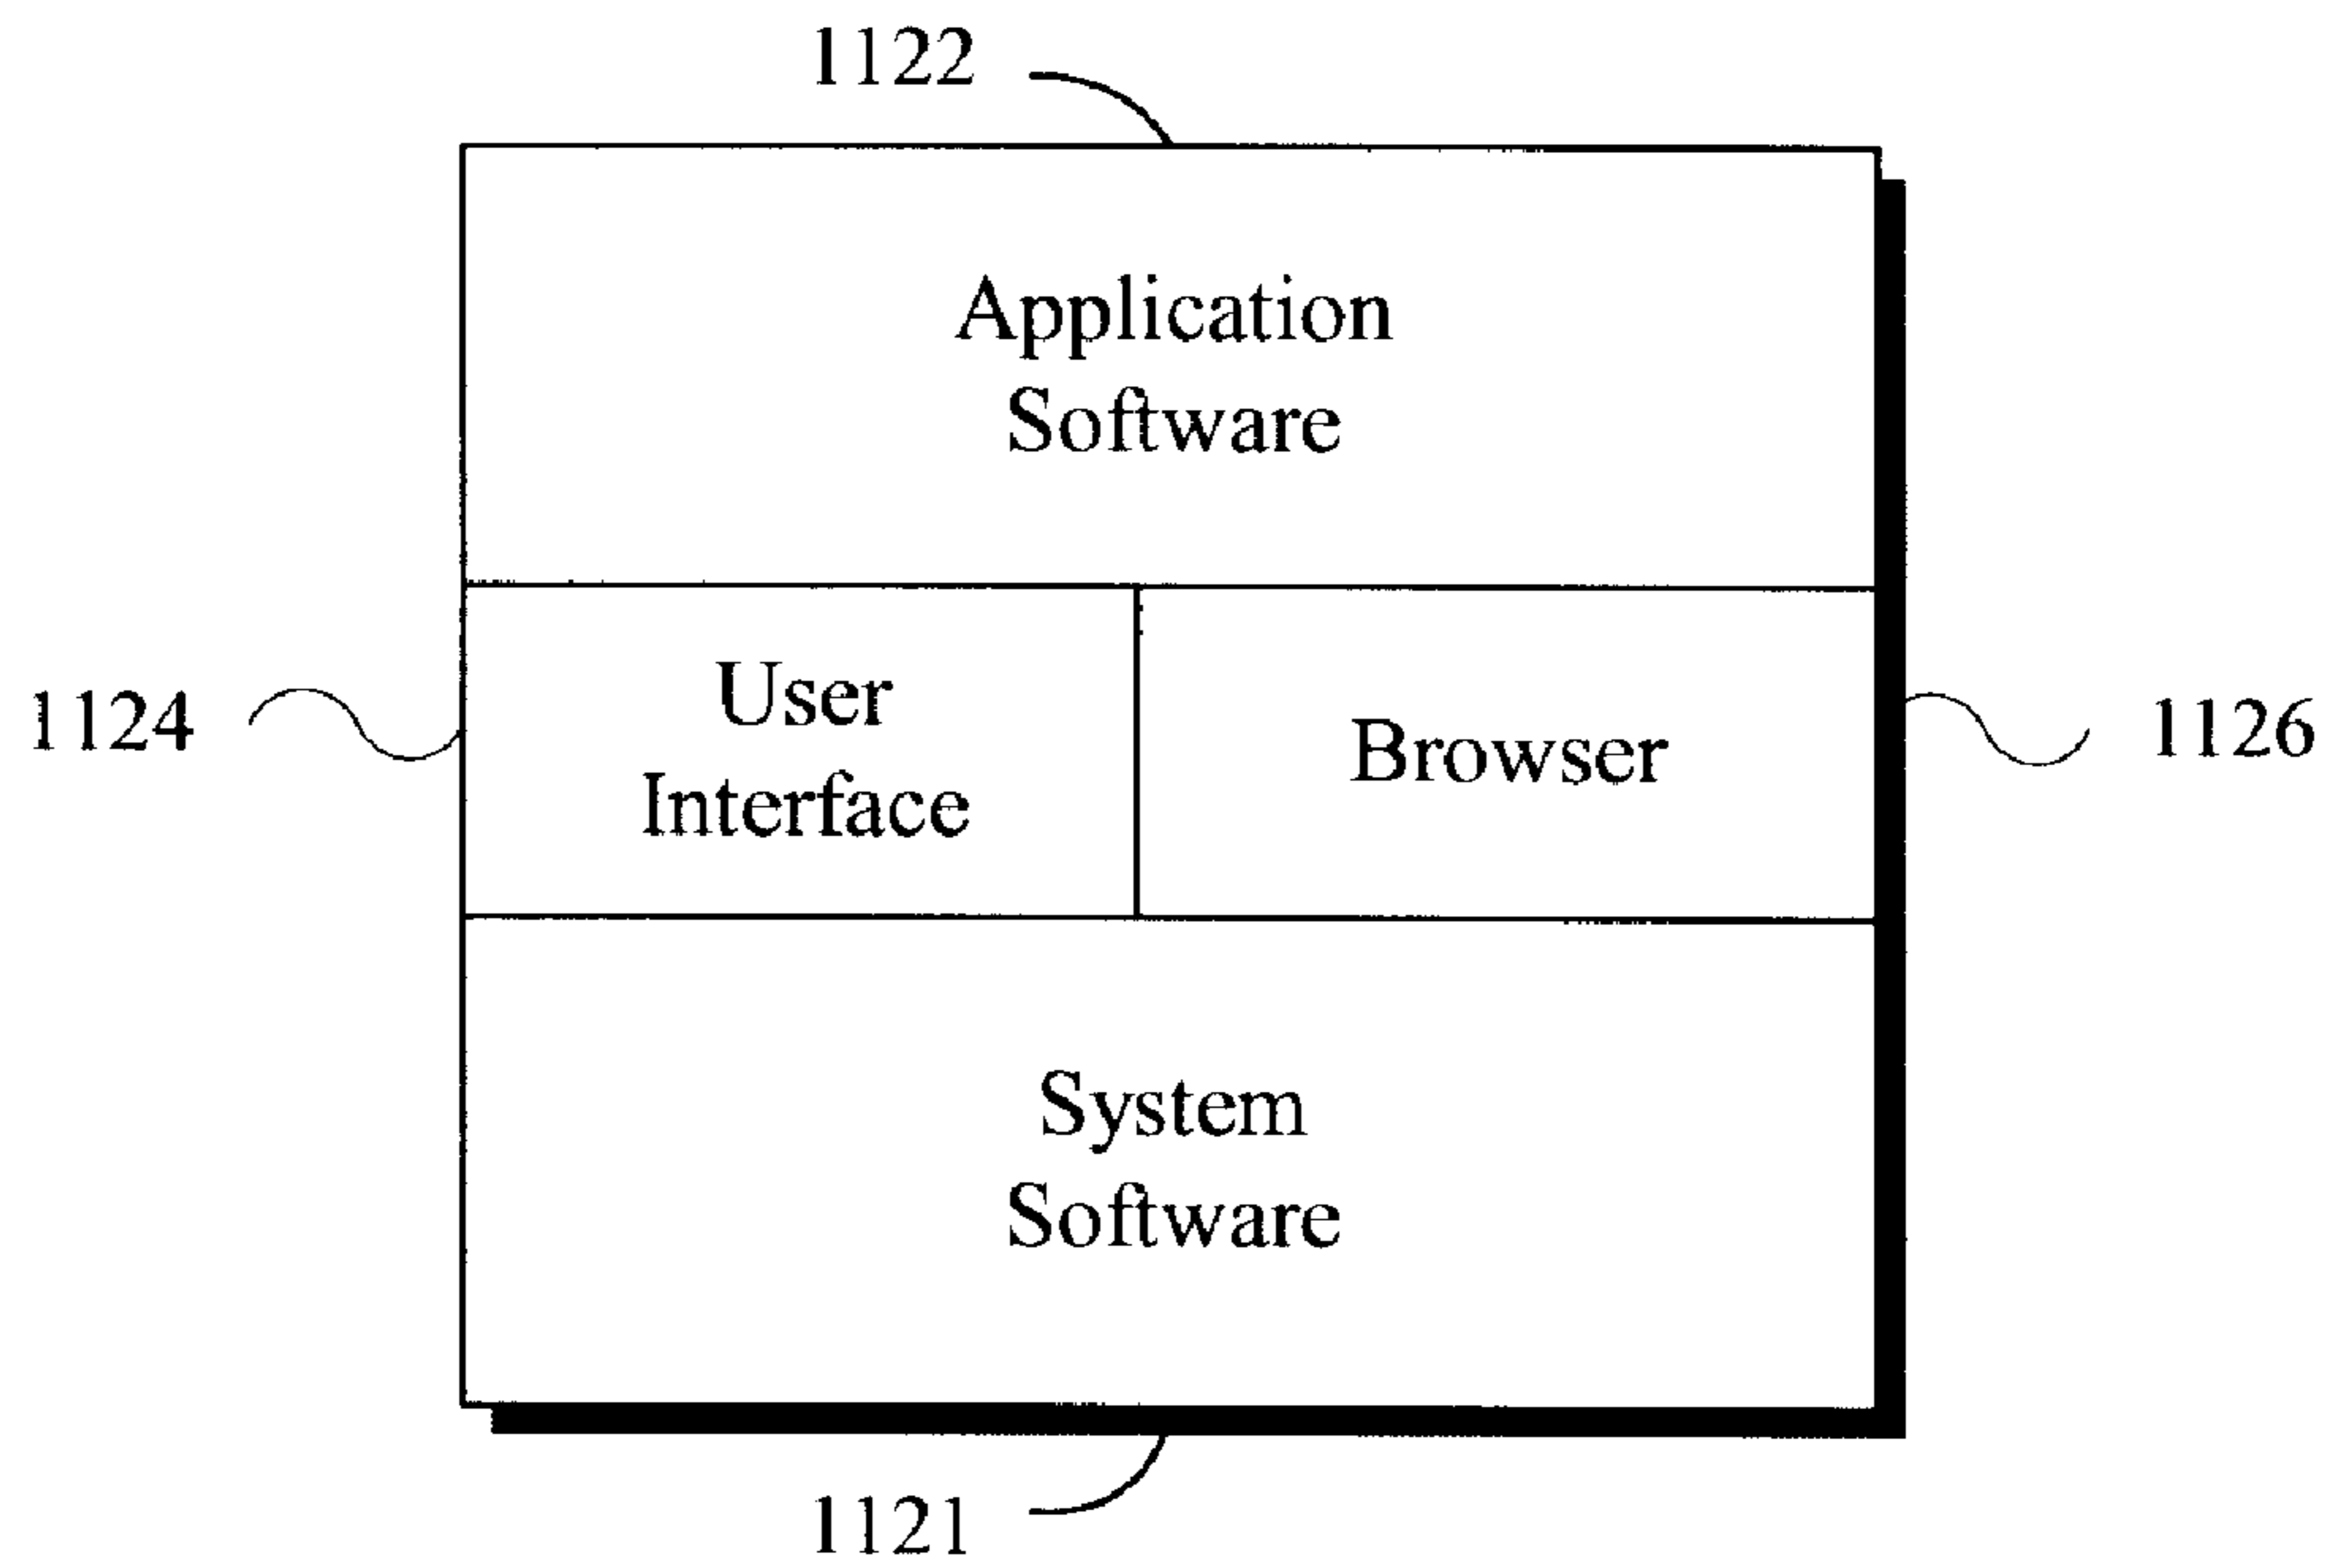 1122
Application
Software
1124
User
Interface
Browser
1126
System
Software
1121